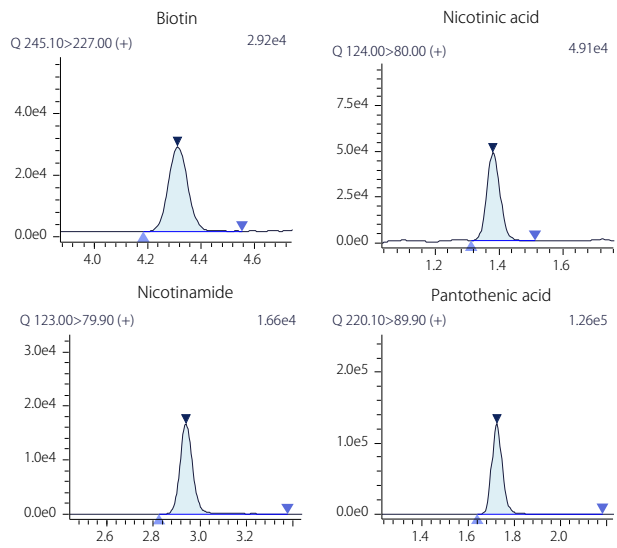 Biotin
Q 245.10>227.00 (+) 2.92e4
4.0e4
2.0e4
0.0e0
4.0 4.2 4.4 4.6
Nicotinic acid
Q 124.00>80.00 (+) 4.91e4
7.5e4
5.0e4
2.5e4
0.0e0
1.2 1.4 1.6
Nicotinamide
Q 123.00>79.90 (+) 1.66e4
3.0e4
2.0e4
1.0e4
0.0e0
2.6 2.8 3.0 3.2
Pantothenic acid
Q 220.10>89.90 (+) 1.26e5
2.0e5
1.0e5
0.0e0
1.4 1.6 1.8 2.0